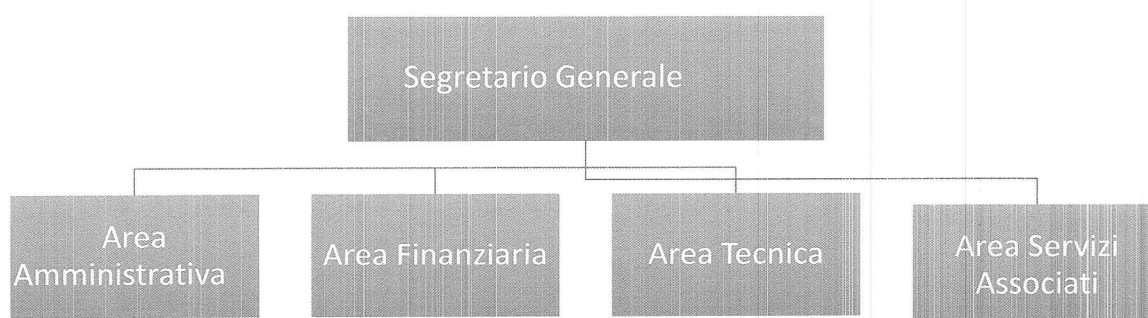 Segretario Generale
Area
Amministrativa
Area Finanziaria
Area Tecnica
Area Servizi
Associati